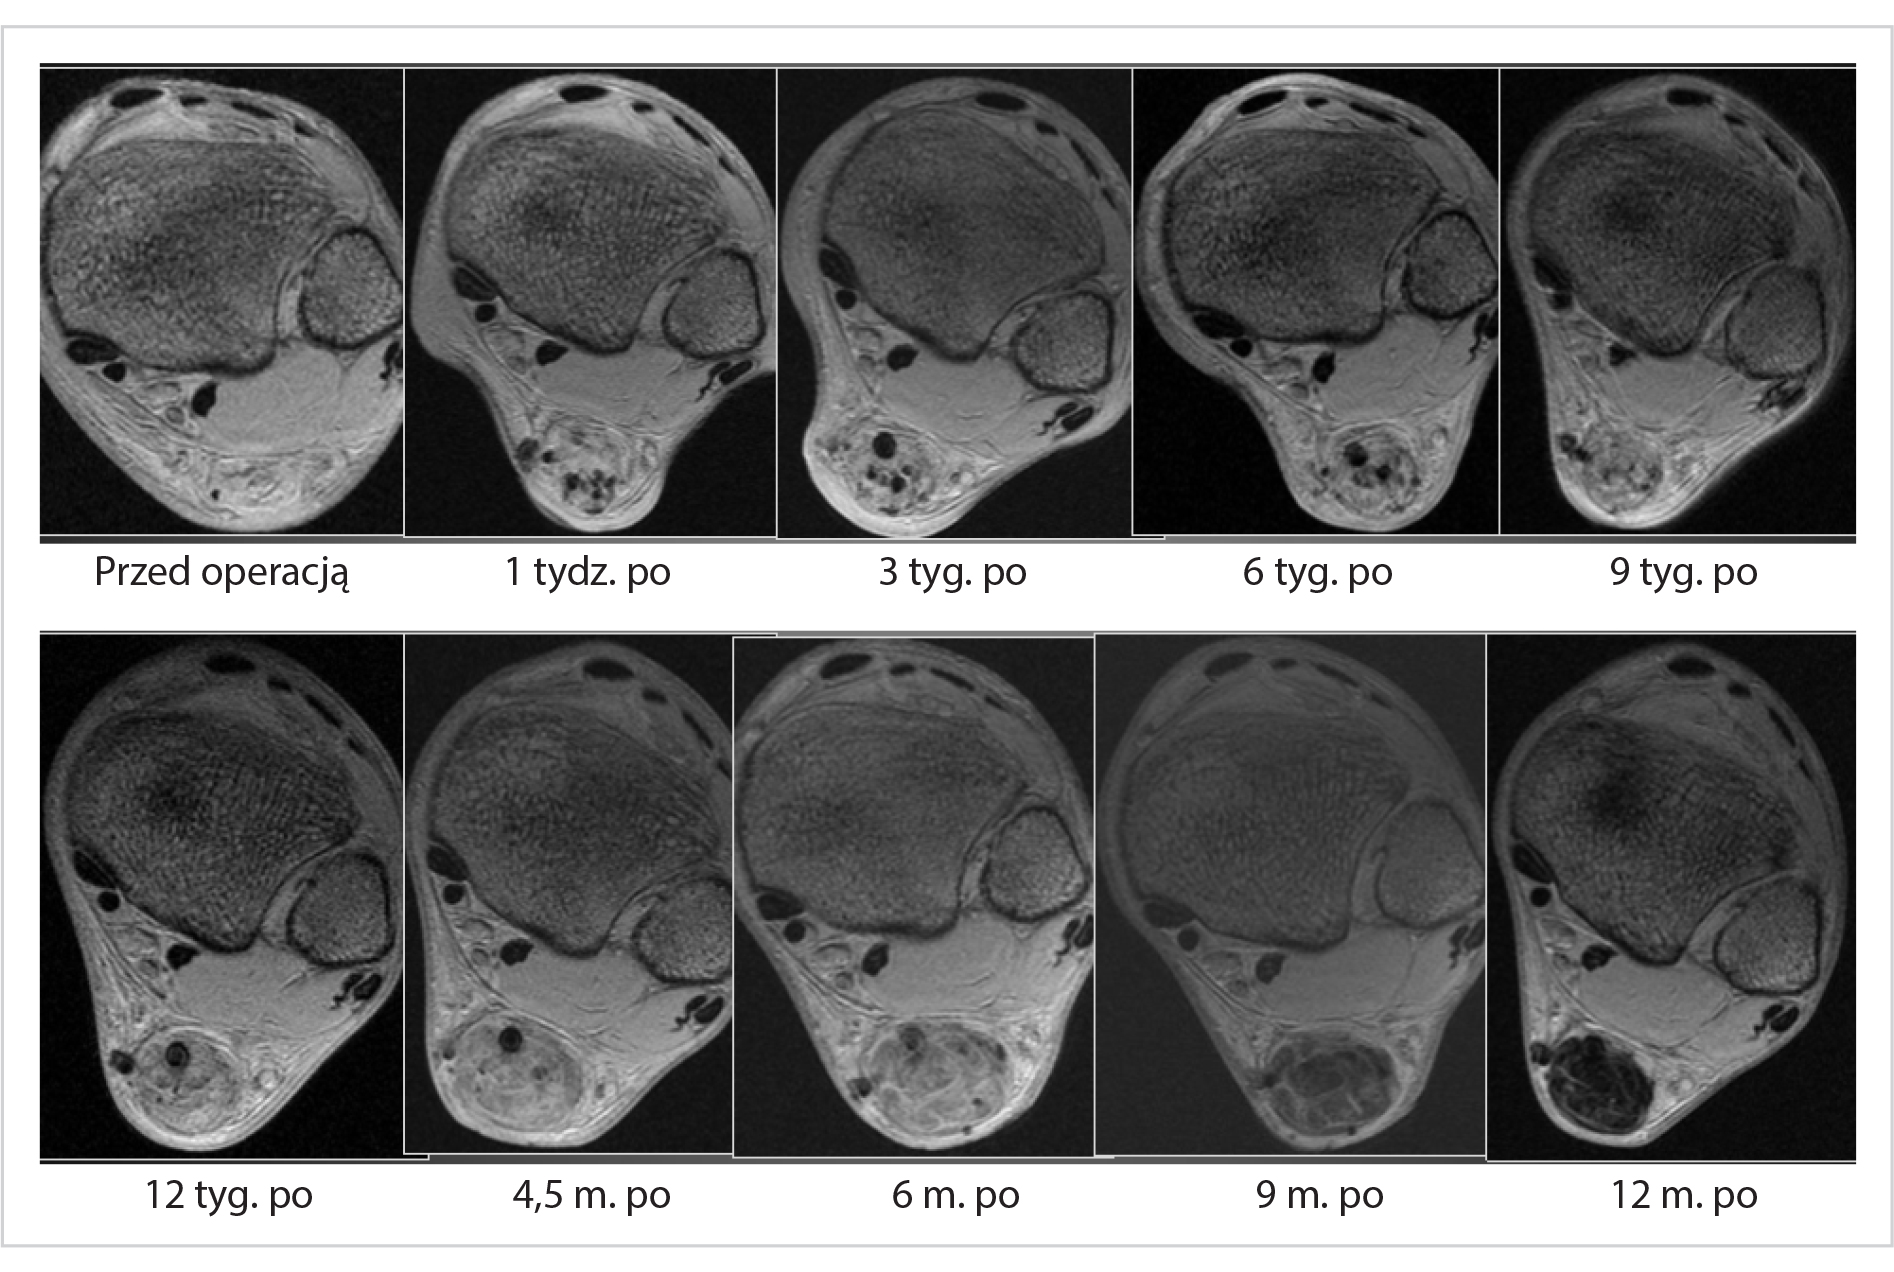 Przed operacją
1 tydz. po
3 tyg. po
6 tyg. po
9 tyg. po
12 tyg. po
4,5 m. po
6 m. po
9 m. po
12 m. po